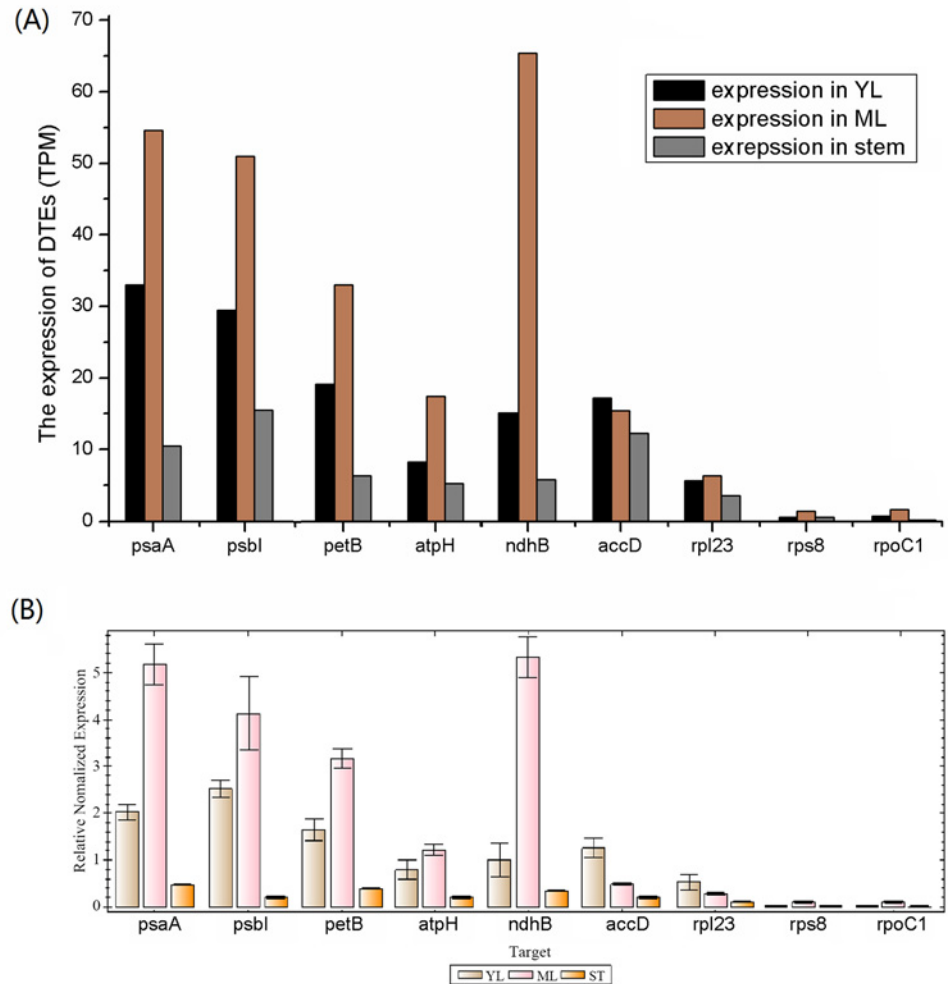 (A)
70
60
50
40
30
20
10
0
The expression of DTEs (TPM)
expression in YL
expression in ML
exrepssion in stem
psaA psbI petB atpH ndhB accD rpl23 rps8 rpoC1
(B)
5
4
3
2
1
0
Relative Nomalized Expression
psaA psbI petB atpH ndhB accD rpl23 rps8 rpoC1
Target
YL ML ST